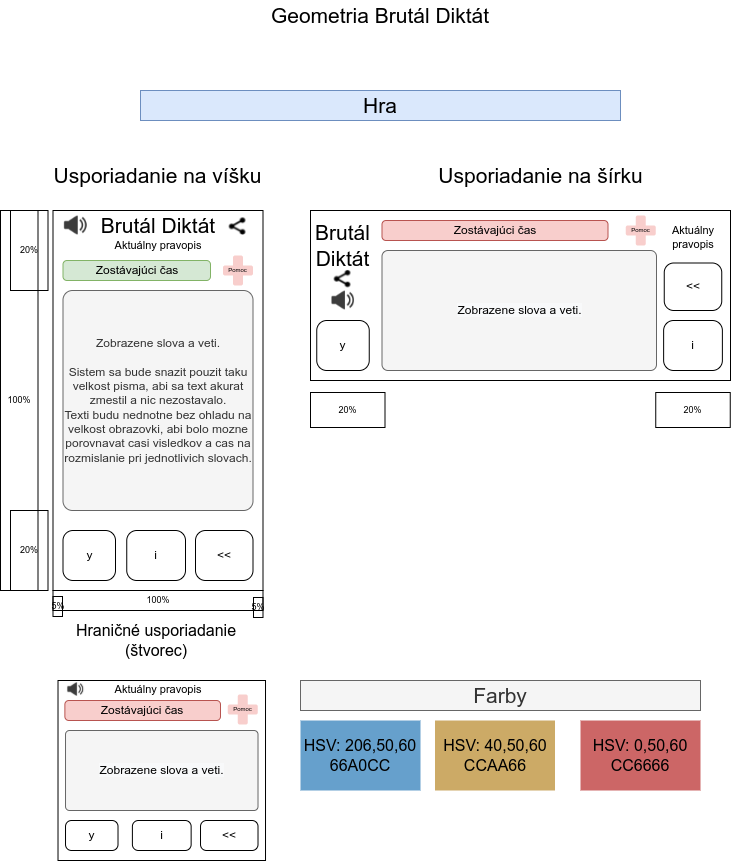 Geometria Brutál Diktát
Hra
Usporiadanie na víšku
Usporiadanie na šírku
20%
100%
20%
Brutál Diktát
Aktuálny pravopis
Zostávajúci čas
Pomoc
Zobrazene slova a veti.
Sistem sa bude snazit pouzit taku
velkost pisma, abi sa text akurat
zmestil a nic nezostavalo.
Texti budu nednotne bez ohladu na
velkost obrazovki, abi bolo mozne
porovnavat casi visledkov a cas na
rozmislanie pri jednotlivich slovach.
y
i
<<
5%
100%
5%
Brutál
Diktát
y
Zostávajúci čas
Pomoc
Zobrazene slova a veti.
Aktuálny
pravopis
<<
i
20%
20%
Hraničné usporiadanie
(štvorec)
Aktuálny pravopis
Zostávajúci čas
Pomoc
Zobrazene slova a veti.
y
i
<<
Farby
HSV: 206,50,60
66A0CC
HSV: 40,50,60
CCAA66
HSV: 0,50,60
CC6666